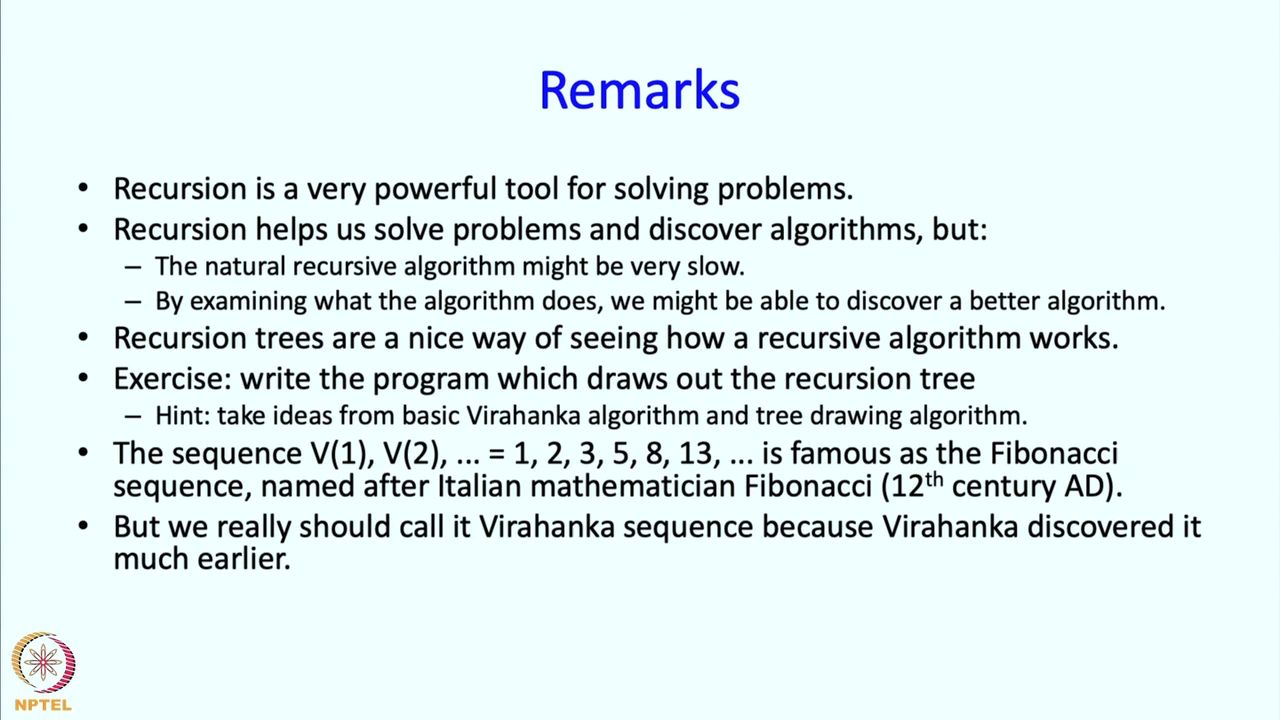 Remarks
• Recursion is a very powerful tool for solving problems.
• Recursion helps us solve problems and discover algorithms, but:
– The natural recursive algorithm might be very slow.
– By examining what the algorithm does, we might be able to discover a better algorithm.
• Recursion trees are a nice way of seeing how a recursive algorithm works.
• Exercise: write the program which draws out the recursion tree
– Hint: take ideas from basic Virahanka algorithm and tree drawing algorithm.
• The sequence V(1), V(2), ... = 1, 2, 3, 5, 8, 13, ... is famous as the Fibonacci
sequence, named after Italian mathematician Fibonacci (12th century AD).
• But we really should call it Virahanka sequence because Virahanka discovered it
much earlier.
NPTEL